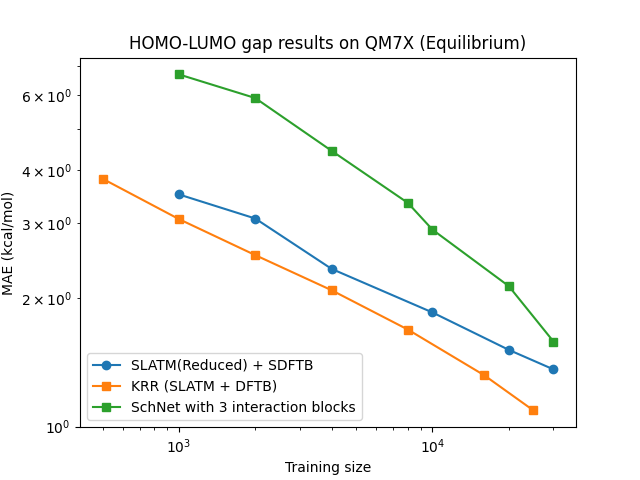 HOMO-LUMO gap results on QM7X (Equilibrium)
MAE (kcal/mol)
6 × 10⁰
4 × 10⁰
3 × 10⁰
2 × 10⁰
10⁰
SLATM(Reduced) + SDFTB
KRR (SLATM + DFTB)
SchNet with 3 interaction blocks
10³ 10⁴
Training size